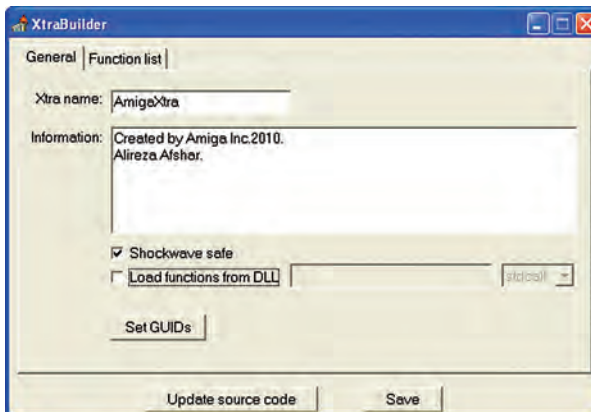 XtraBuilder
General Function list
Xtra name: AmigaXtra
Information: Created by Amiga Inc.2010.
Alireza Afshar.
Shockwave safe
Load functions from DLL stdcall
Set GUIDs
Update source code Save